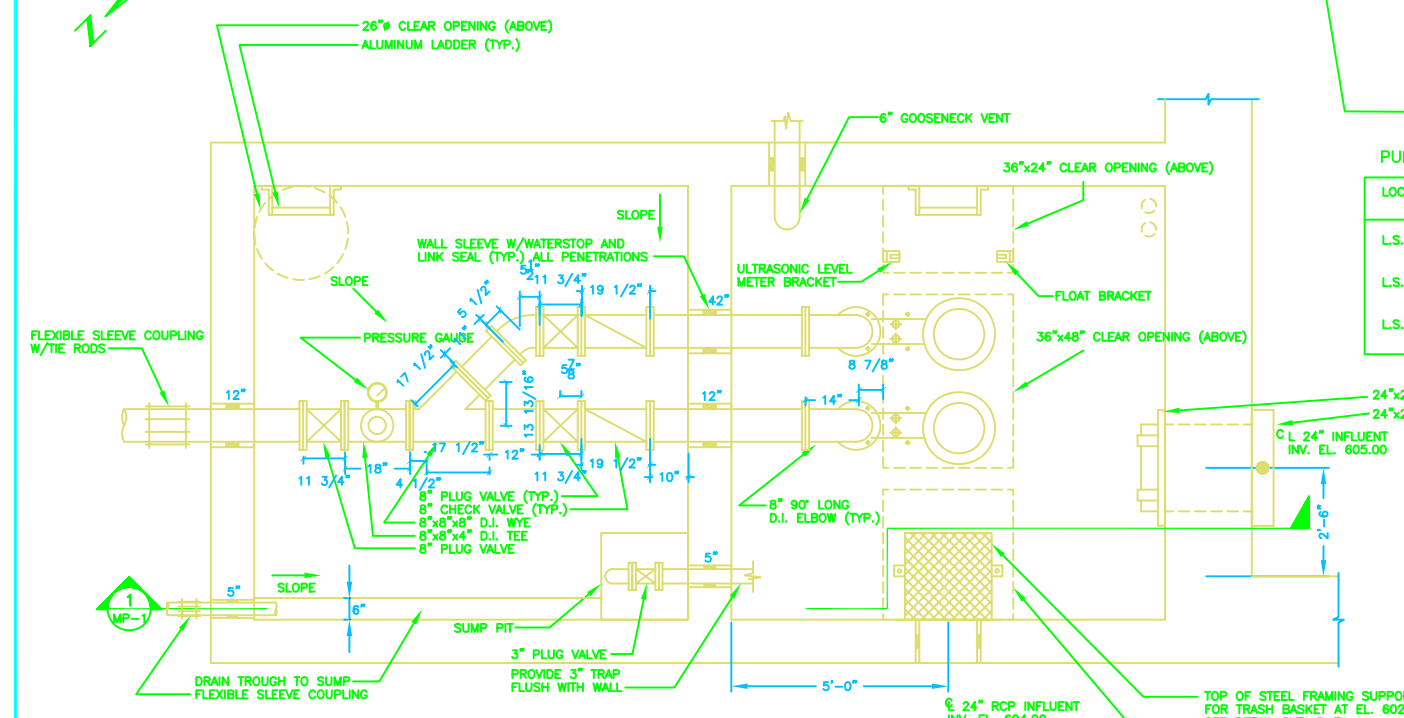 N
26"ø CLEAR OPENING (ABOVE)
ALUMINUM LADDER (TYP.)
6" GOOSENECK VENT
36"x24" CLEAR OPENING (ABOVE)
LOC
L.S.
L.S.
L.S.
SLOPE
WALL SLEEVE W/WATERSTOP AND
LINK SEAL (TYP.) ALL PENETRATIONS
SLOPE
ULTRASONIC LEVEL
METER BRACKET
FLOAT BRACKET
5 1/2"
11 3/4"
19 1/2"
42"
5 1/2"
FLEXIBLE SLEEVE COUPLING
W/TIE RODS
PRESSURE GAUGE
36"x48" CLEAR OPENING (ABOVE)
17 1/2"
5 7/8"
8 7/8"
13 13/16"
12"
12"
14"
17 1/2"
12"
19 1/2"
18"
11 3/4"
4 1/2"
11 3/4"
10"
℄ 24" INFLUENT
INV. EL. 605.00
2'-6"
8" PLUG VALVE (TYP.)
8" CHECK VALVE (TYP.)
8"x8"x8" D.I. WYE
8"x8"x4" D.I. TEE
8" PLUG VALVE
8" 90° LONG
D.I. ELBOW (TYP.)
5"
5"
SLOPE
1
MP-1
6"
SUMP PIT
3" PLUG VALVE
PROVIDE 3" TRAP
FLUSH WITH WALL
DRAIN TROUGH TO SUMP
FLEXIBLE SLEEVE COUPLING
5'-0"
℄ 24" RCP INFLUENT
TOP OF STEEL FRAMING
FOR TRASH BASKET AT EL.